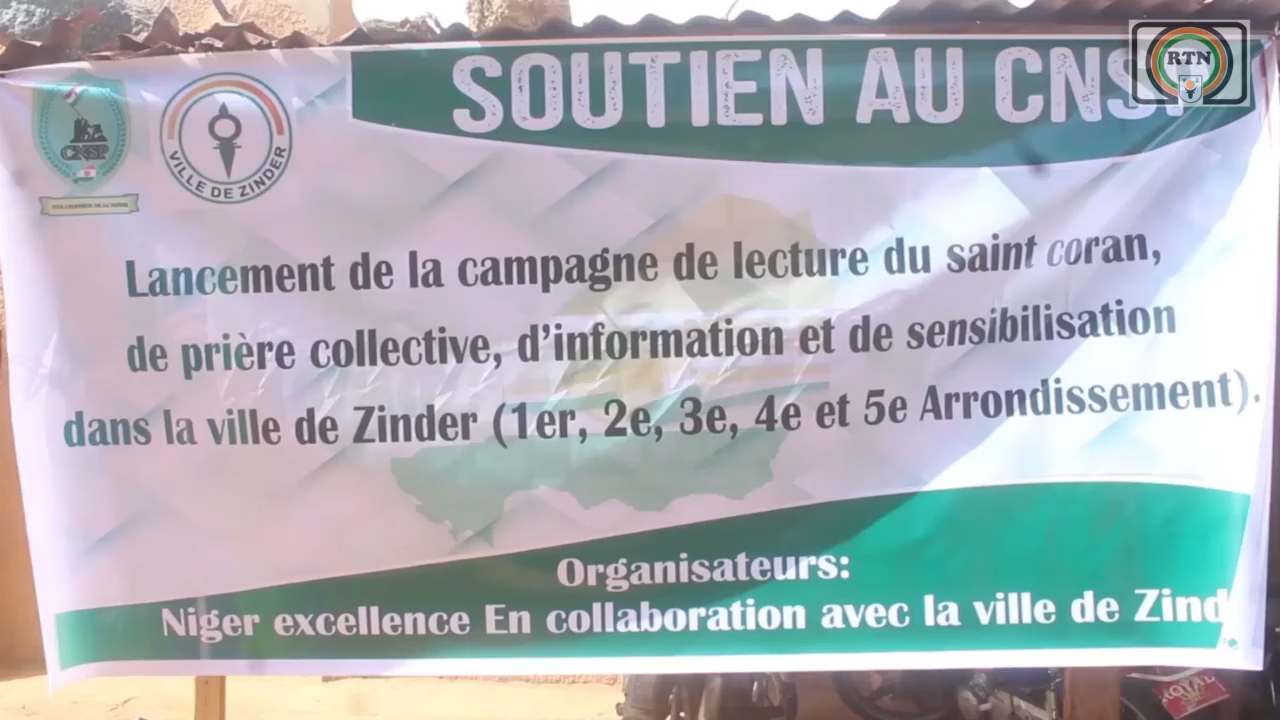 SOUTIEN AU CNSP
RTN
CNSP
VILLE DE ZINDER
Lancement de la campagne de lecture du saint coran,
de prière collective, d'information et de sensibilisation
dans la ville de Zinder (1er, 2e, 3e, 4e et 5e Arrondissement).
Organisateurs:
Niger excellence En collaboration avec la ville de Zind
ROYAL